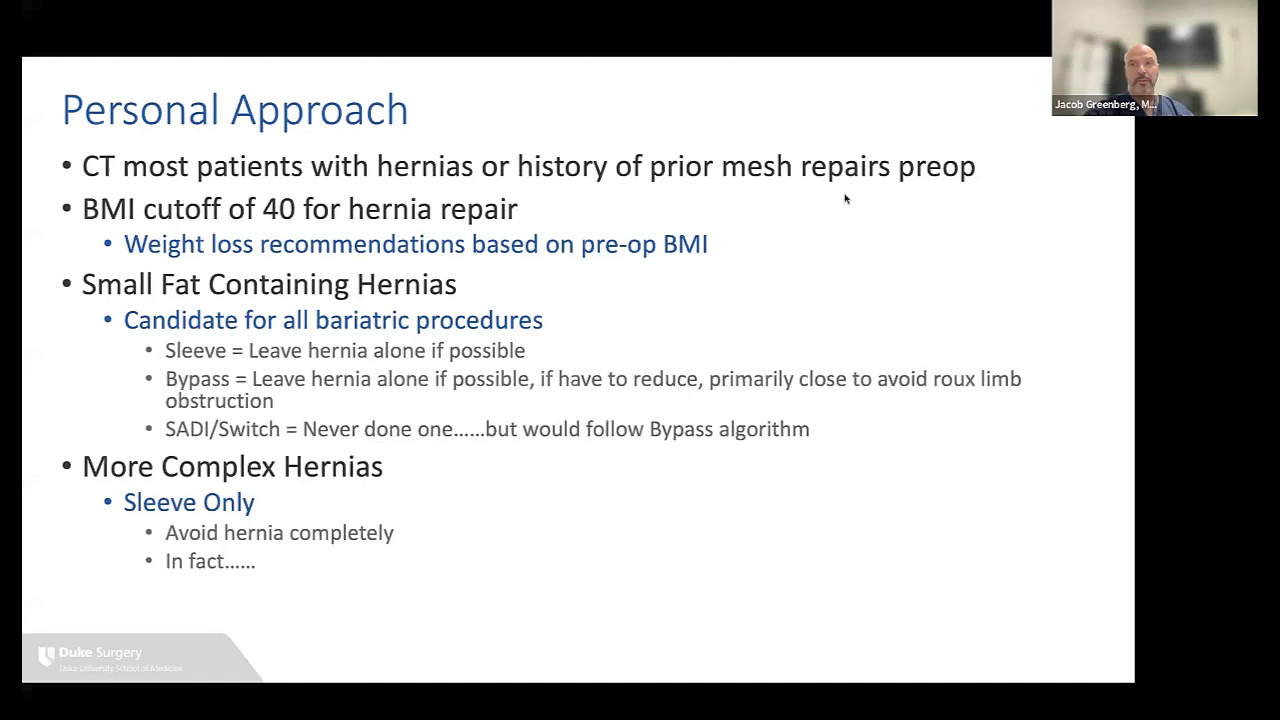 Jacob Greenberg, M...
Personal Approach
• CT most patients with hernias or history of prior mesh repairs preop
• BMI cutoff of 40 for hernia repair
• Weight loss recommendations based on pre-op BMI
• Small Fat Containing Hernias
• Candidate for all bariatric procedures
• Sleeve = Leave hernia alone if possible
• Bypass = Leave hernia alone if possible, if have to reduce, primarily close to avoid roux limb
obstruction
• SADI/Switch = Never done one……but would follow Bypass algorithm
• More Complex Hernias
• Sleeve Only
• Avoid hernia completely
• In fact……
Duke Surgery
Duke University School of Medicine